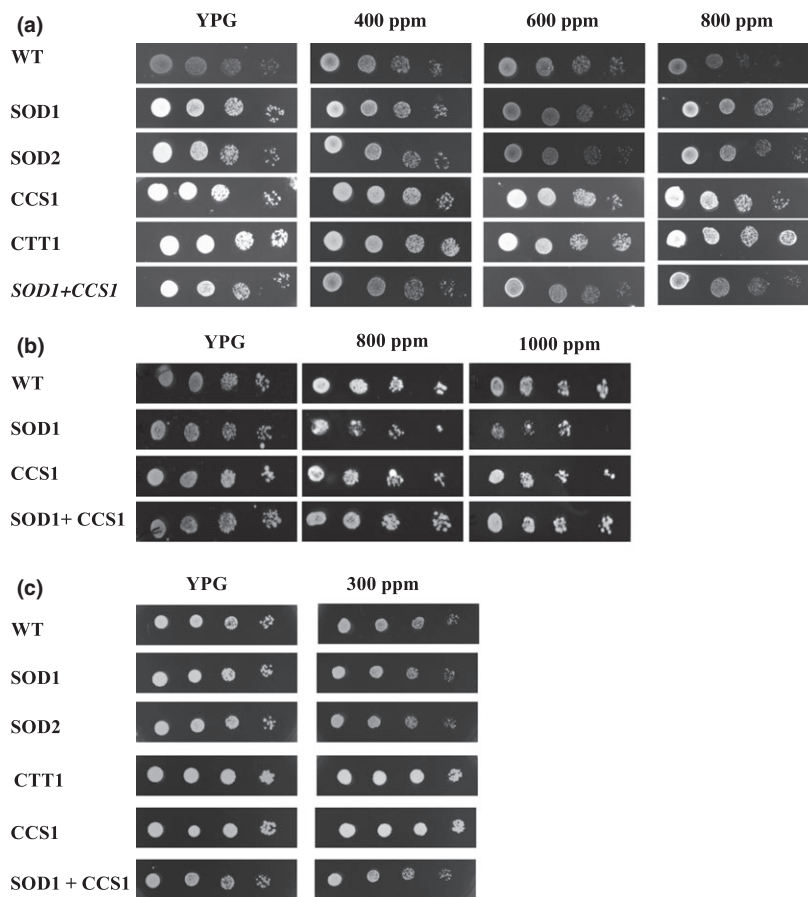 (a)
YPG 400 ppm 600 ppm 800 ppm
WT
SOD1
SOD2
CCS1
CTT1
SOD1+CCS1
(b)
YPG 800 ppm 1000 ppm
WT
SOD1
CCS1
SOD1+ CCS1
(c)
YPG 300 ppm
WT
SOD1
SOD2
CTT1
CCS1
SOD1 + CCS1